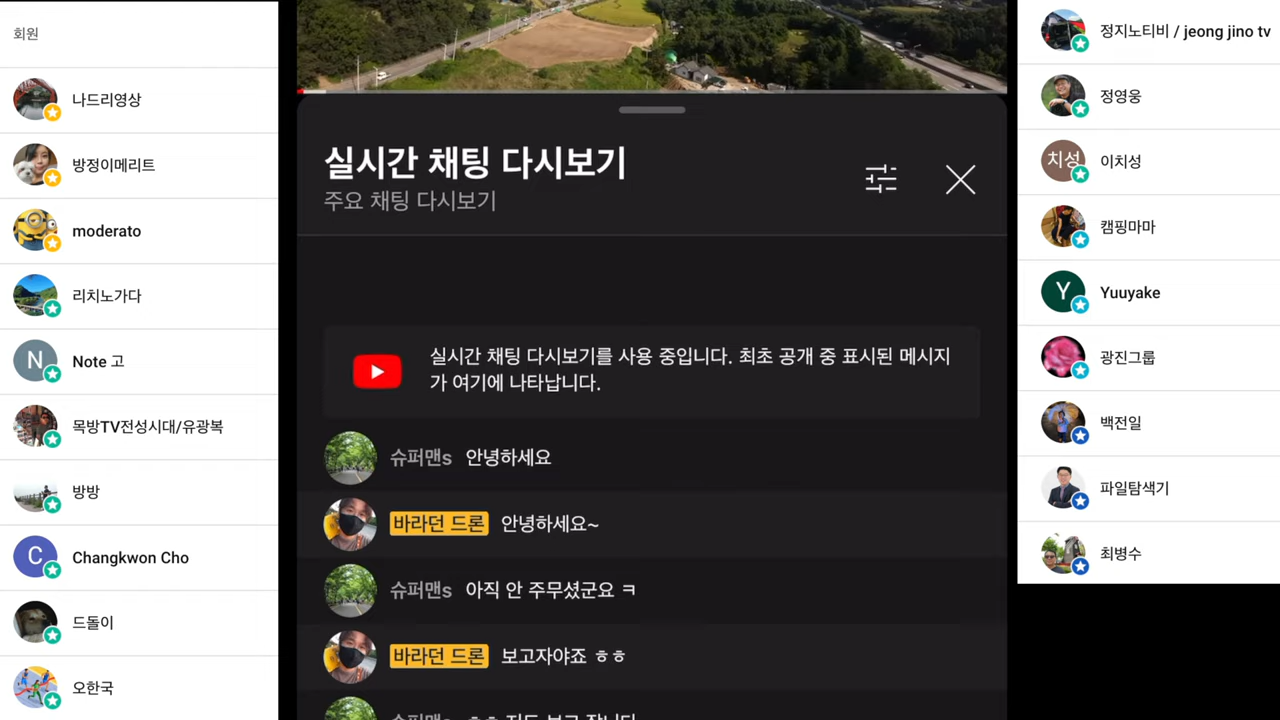 회원
나드리영상
방정이메리트
moderato
리치노가다
N
Note 고
목방TV전성시대/유광복
방방
C
Changkwon Cho
드돌이
오한국
실시간 채팅 다시보기
주요 채팅 다시보기
실시간 채팅 다시보기를 사용 중입니다. 최초 공개 중 표시된 메시지
가 여기에 나타납니다.
슈퍼맨s 안녕하세요
바라던 드론 안녕하세요~
슈퍼맨s 아직 안 주무셨군요 ㅋ
바라던 드론 보고자야죠 ㅎㅎ
슈퍼맨s
정지노티비 / jeong jino tv
정영웅
치성
이치성
캠핑마마
Y
Yuuyake
광진그룹
백전일
파일탐색기
최병수